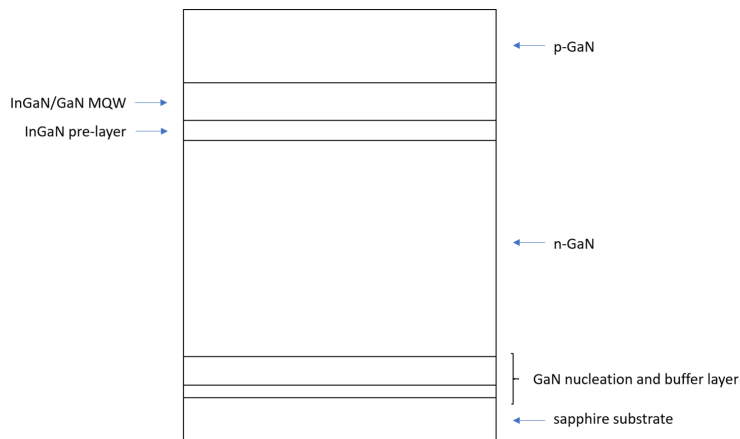 p-GaN
InGaN/GaN MQW
InGaN pre-layer
n-GaN
GaN nucleation and buffer layer
sapphire substrate